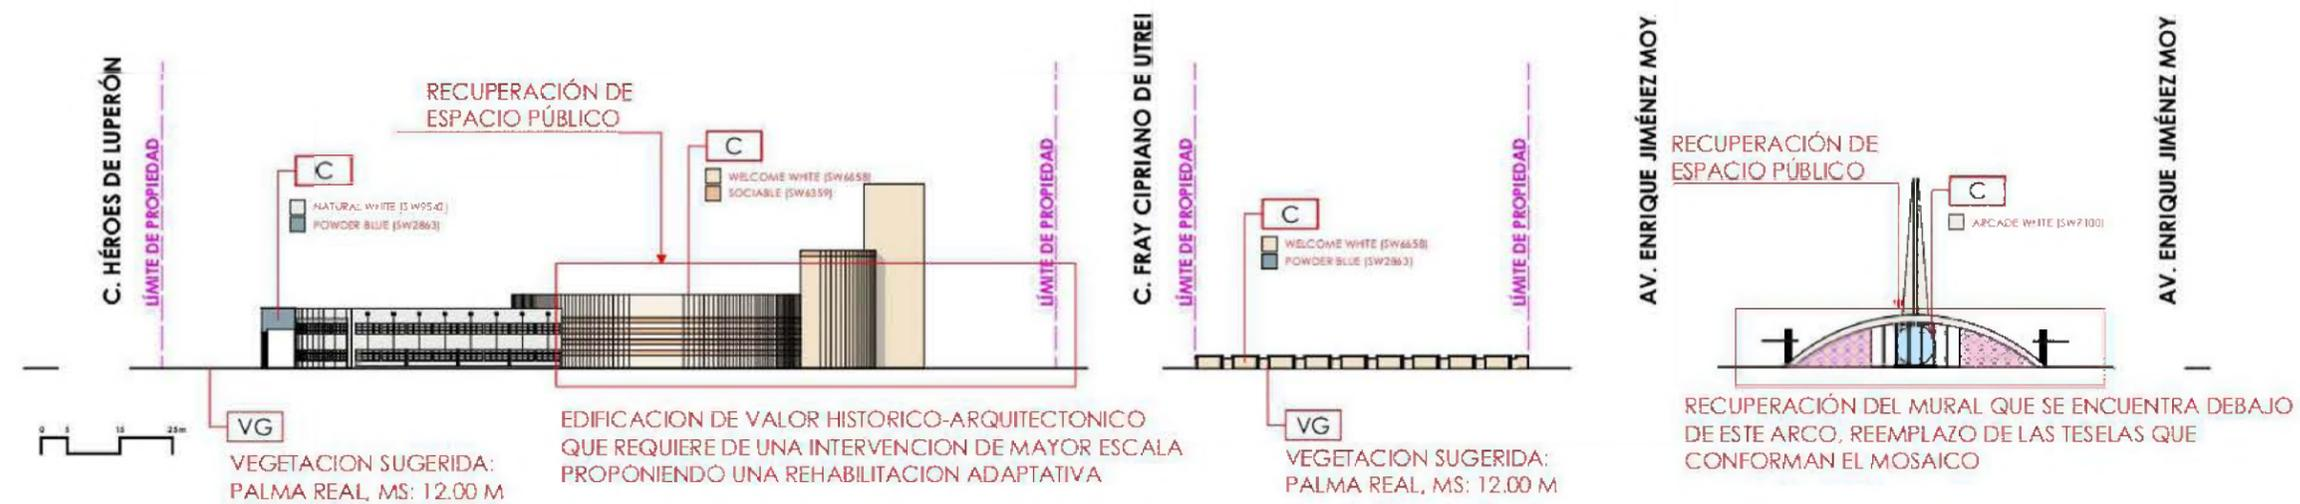 C. HÉROES DE LUPERÓN
LÍMITE DE PROPIEDAD
C
NATURAL WHITE (SW9542)
POWDER BLUE (SW2863)
RECUPERACIÓN DE
ESPACIO PÚBLICO
C
WELCOME WHITE (SW6658)
SOCIABLE (SW6359)
LÍMITE DE PROPIEDAD
0 5 15 25m
VG
VEGETACION SUGERIDA:
PALMA REAL, MS: 12.00 M
EDIFICACION DE VALOR HISTORICO-ARQUITECTONICO
QUE REQUIERE DE UNA INTERVENCION DE MAYOR ESCALA
PROPONIENDO UNA REHABILITACION ADAPTATIVA
C. FRAY CIPRIANO DE UTREI
LÍMITE DE PROPIEDAD
C
WELCOME WHITE (SW6658)
POWDER BLUE (SW2863)
LÍMITE DE PROPIEDAD
VG
VEGETACION SUGERIDA:
PALMA REAL, MS: 12.00 M
AV. ENRIQUE JIMÉNEZ MOY
RECUPERACIÓN DE
ESPACIO PÚBLICO
C
ARCADE WHITE (SW7100)
AV. ENRIQUE JIMÉNEZ MOY
RECUPERACIÓN DEL MURAL QUE SE ENCUENTRA DEBAJO
DE ESTE ARCO, REEMPLAZO DE LAS TESELAS QUE
CONFORMAN EL MOSAICO